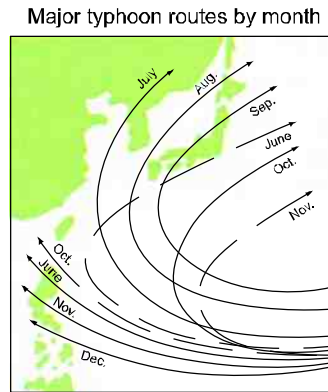 Major typhoon routes by month
July
Aug.
Sep.
June
Oct.
Nov.
Oct.
June
Nov.
Dec.